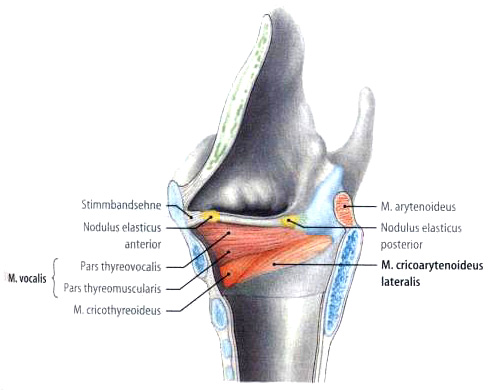 Stimmbandsehne
Nodulus elasticus
anterior
Pars thyreovocalis
M. vocalis
Pars thyreomuscularis
M. cricothyreoideus
M. arytenoideus
Nodulus elasticus
posterior
M. cricoarytenoideus
lateralis